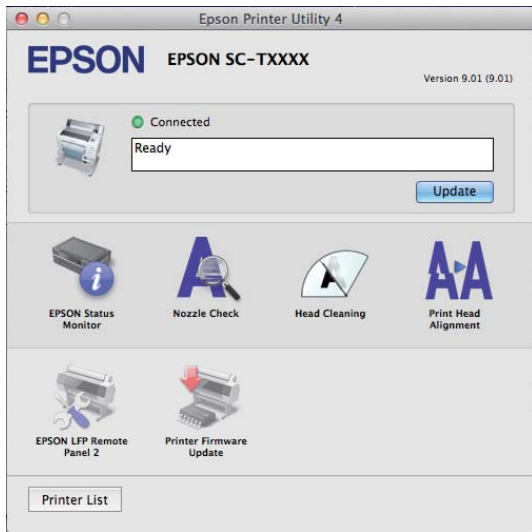 Epson Printer Utility 4
EPSON EPSON SC-TXXXX
Version 9.01 (9.01)
Connected
Ready
Update
EPSON Status
Monitor
Nozzle Check
Head Cleaning
Print Head
Alignment
EPSON LFP Remote
Panel 2
Printer Firmware
Update
Printer List